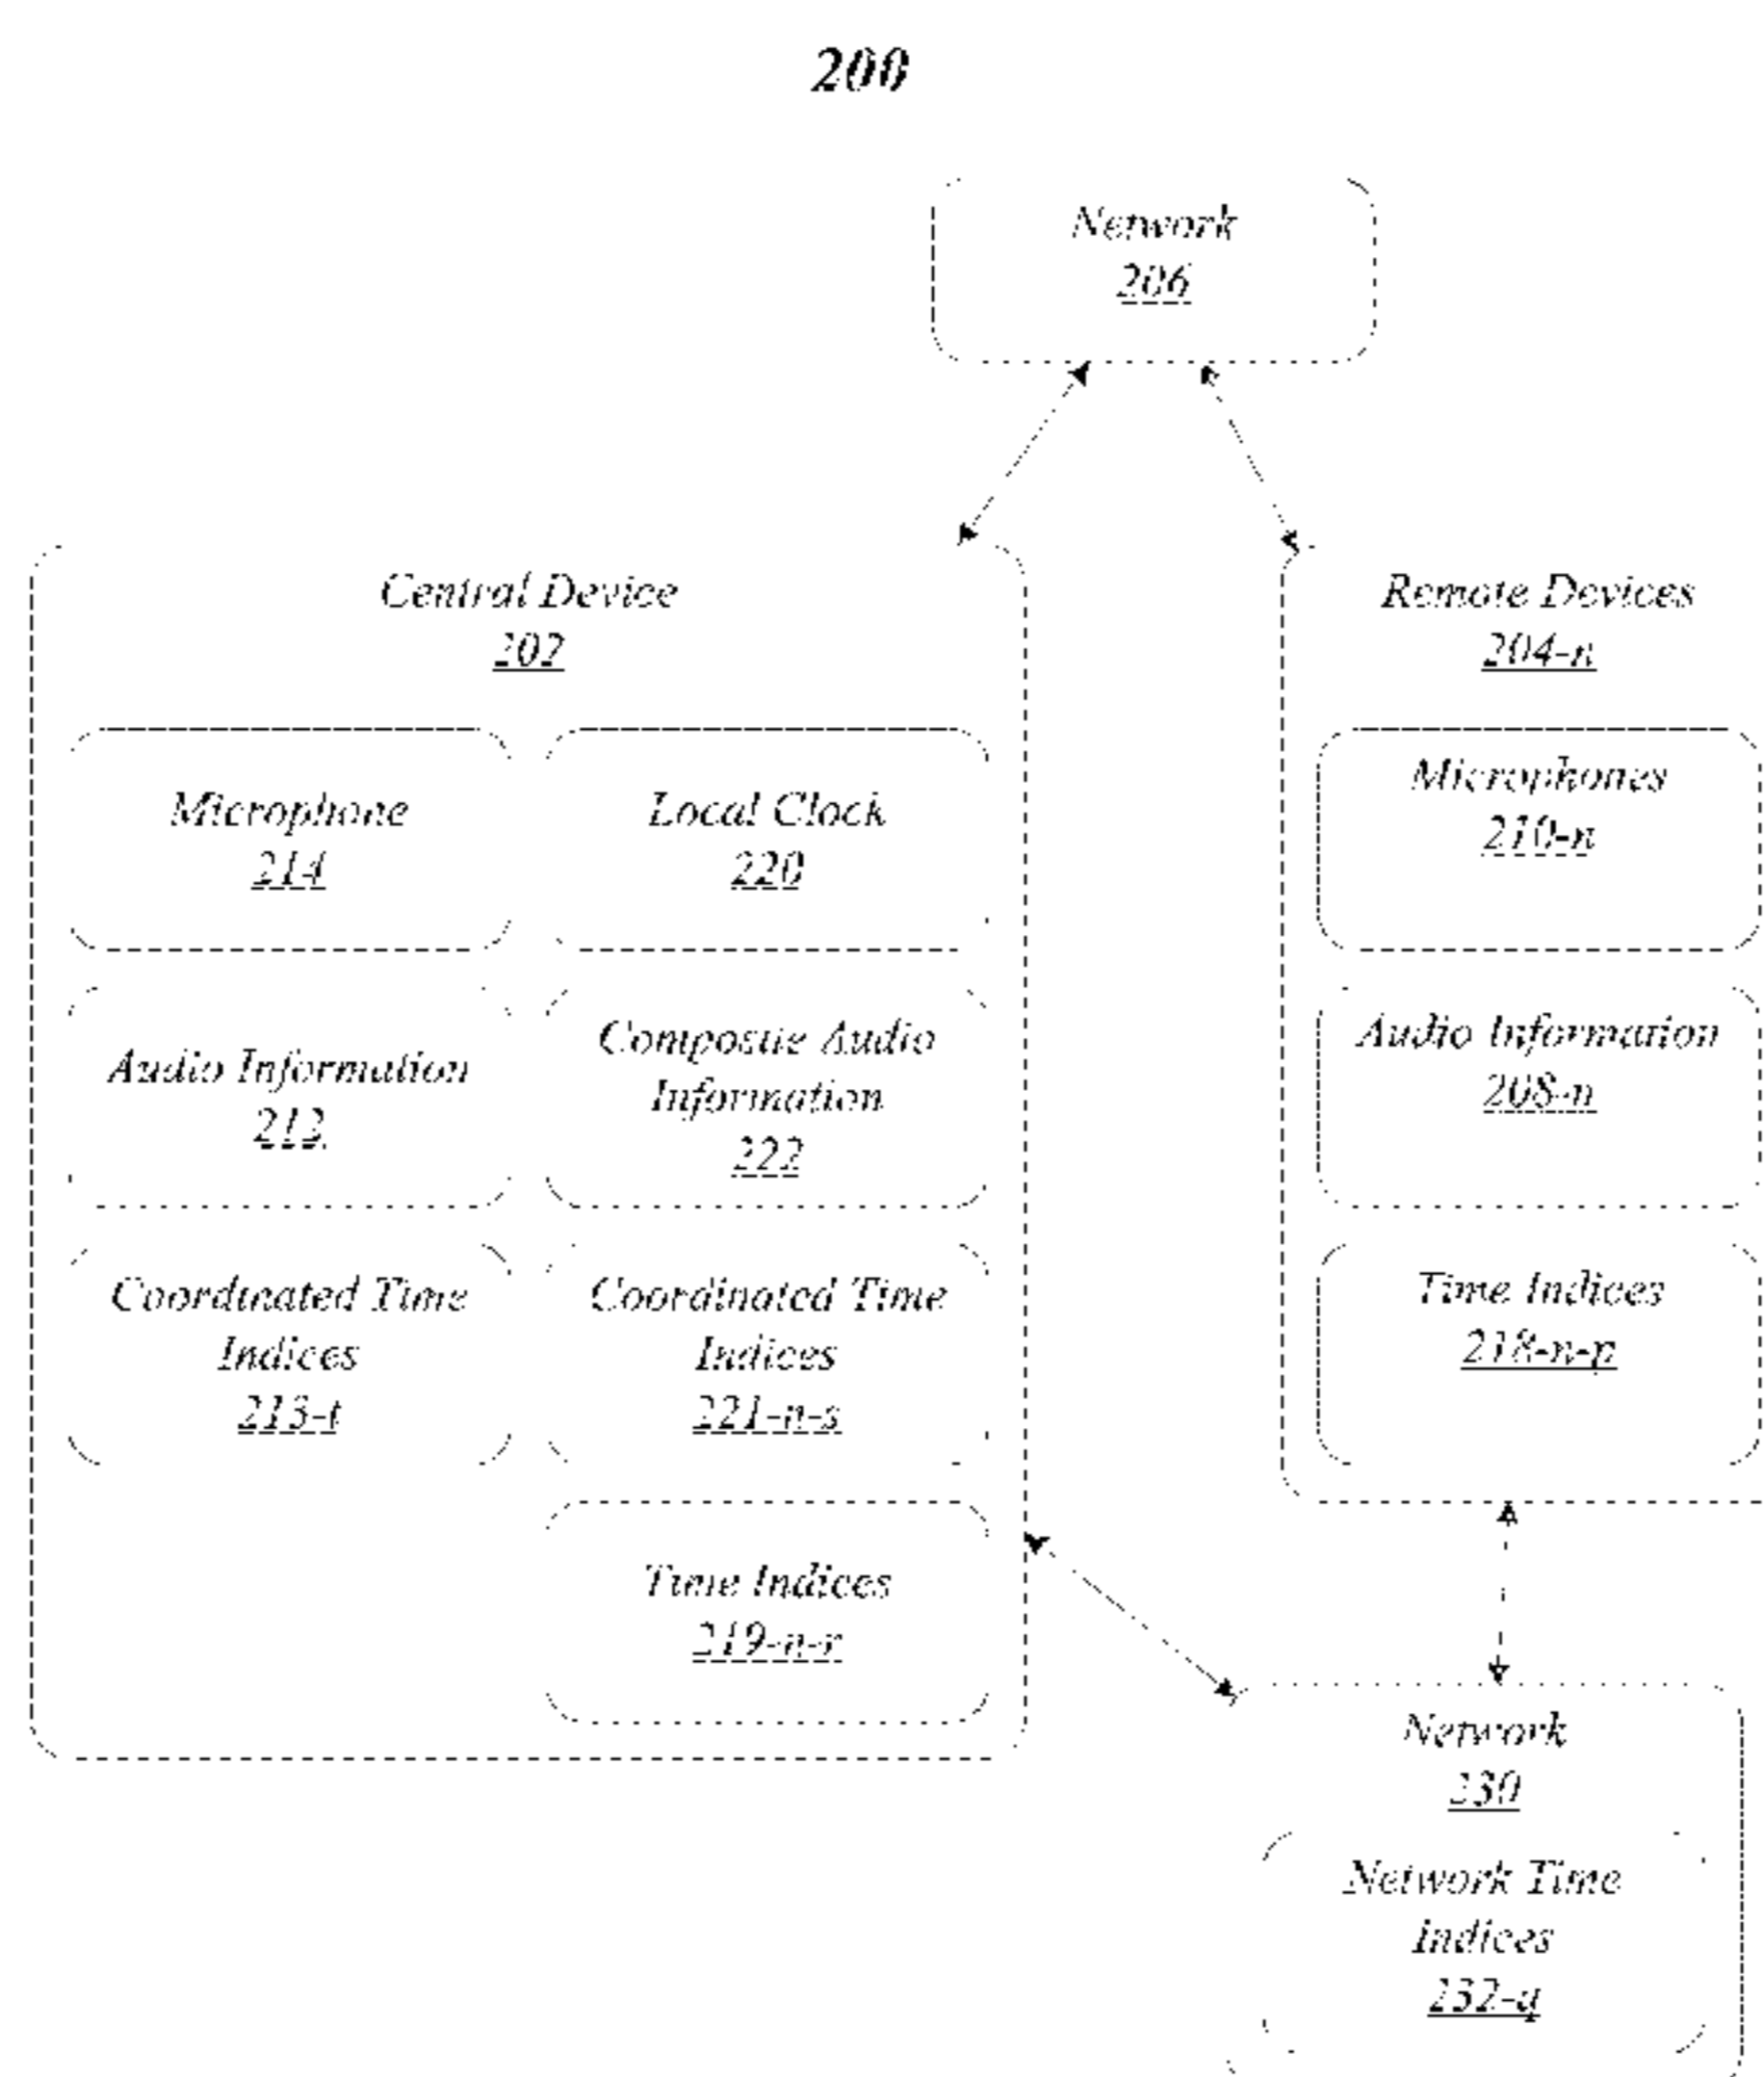 200
Network
206
Central Device
202
Microphone
214
Local Clock
220
Audio Information
212
Composite Audio
Information
222
Coordinated Time
Indices
213-t
Coordinated Time
Indices
221-n-s
Time Indices
219-n-r
Remote Devices
204-n
Microphones
210-n
Audio Information
208-n
Time Indices
218-n-p
Network
230
Network Time
Indices
232-q